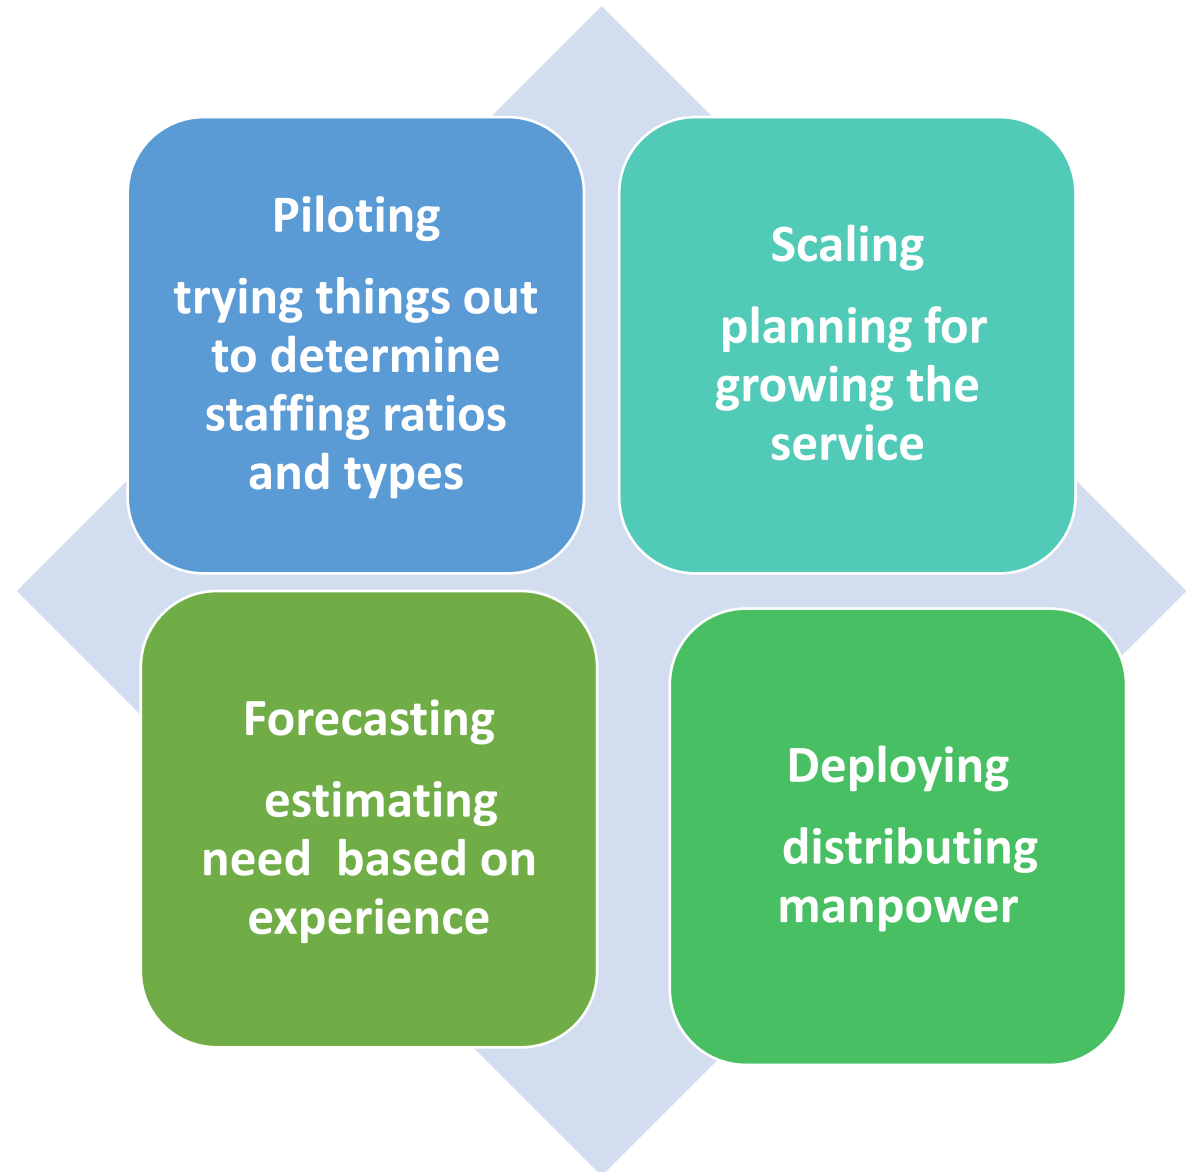 Piloting
trying things out
to determine
staffing ratios
and types
Scaling
planning for
growing the
service
Forecasting
estimating
need  based on
experience
Deploying
distributing
manpower